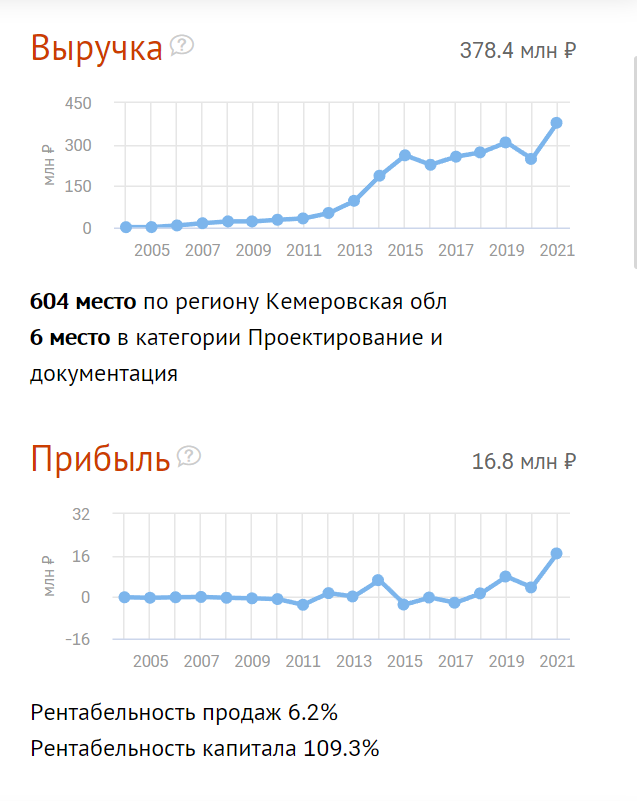 Выручка
378.4 млн ₽
450
300
150
0
млн ₽
2005 2007 2009 2011 2013 2015 2017 2019 2021
604 место по региону Кемеровская обл
6 место в категории Проектирование и
документация
Прибыль
16.8 млн ₽
32
16
0
−16
млн ₽
2005 2007 2009 2011 2013 2015 2017 2019 2021
Рентабельность продаж 6.2%
Рентабельность капитала 109.3%